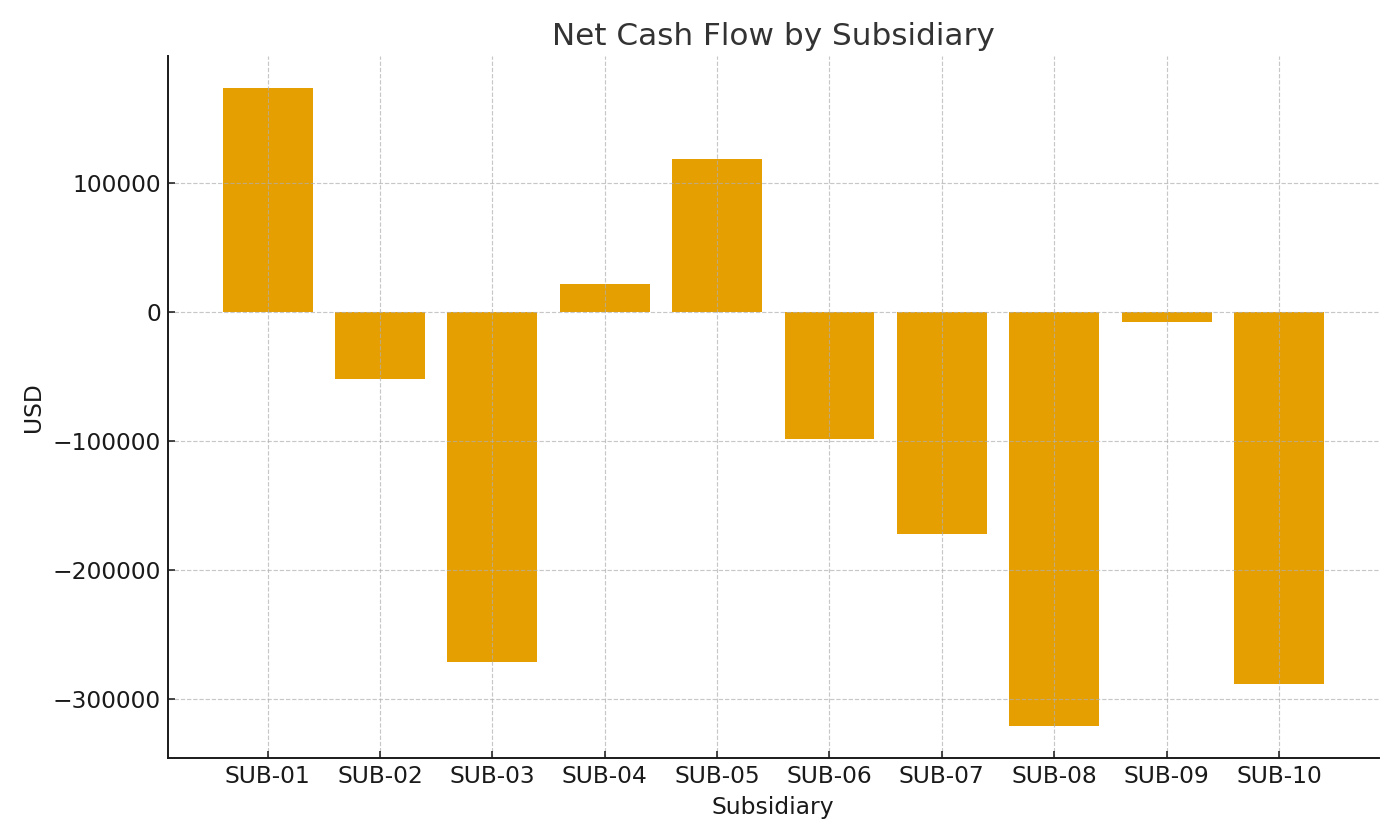 Net Cash Flow by Subsidiary
USD
100000
0
−100000
−200000
−300000
SUB-01 SUB-02 SUB-03 SUB-04 SUB-05 SUB-06 SUB-07 SUB-08 SUB-09 SUB-10
Subsidiary